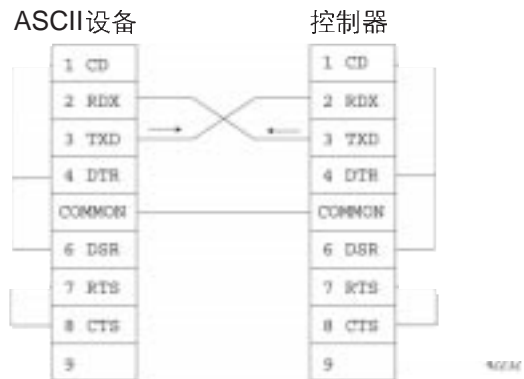 ASCII设备 控制器
1 CD 1 CD
2 RDX 2 RDX
3 TXD 3 TXD
4 DTR 4 DTR
COMMON COMMON
6 DSR 6 DSR
7 RTS 7 RTS
8 CTS 8 CTS
9 9
42232